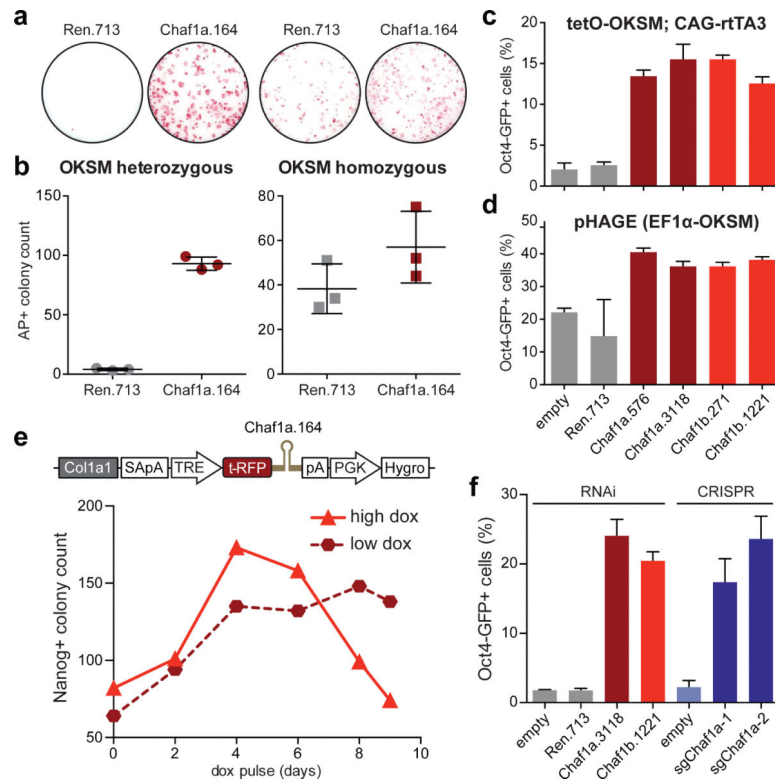 a
Ren.713 Chaf1a.164 Ren.713 Chaf1a.164
b
OKSM heterozygous OKSM homozygous
AP+ colony count
150
100
50
0
80
60
40
20
0
Ren.713 Chaf1a.164 Ren.713 Chaf1a.164
c
tetO-OKSM; CAG-rtTA3
Oct4-GFP+ cells (%)
20
15
10
5
0
d
pHAGE (EF1α-OKSM)
Oct4-GFP+ cells (%)
50
40
30
20
10
0
empty Ren.713 Chaf1a.576 Chaf1a.3118 Chaf1b.271 Chaf1b.1221
e
Chaf1a.164
Col1a1 SApA TRE t-RFP pA PGK Hygro
Nanog+ colony count
200
150
100
50
high dox
low dox
0 2 4 6 8 10
dox pulse (days)
f
RNAi CRISPR
Oct4-GFP+ cells (%)
30
20
10
0
empty Ren.713 Chaf1a.3118 Chaf1b.1221 empty sgChaf1a-1 sgChaf1a-2